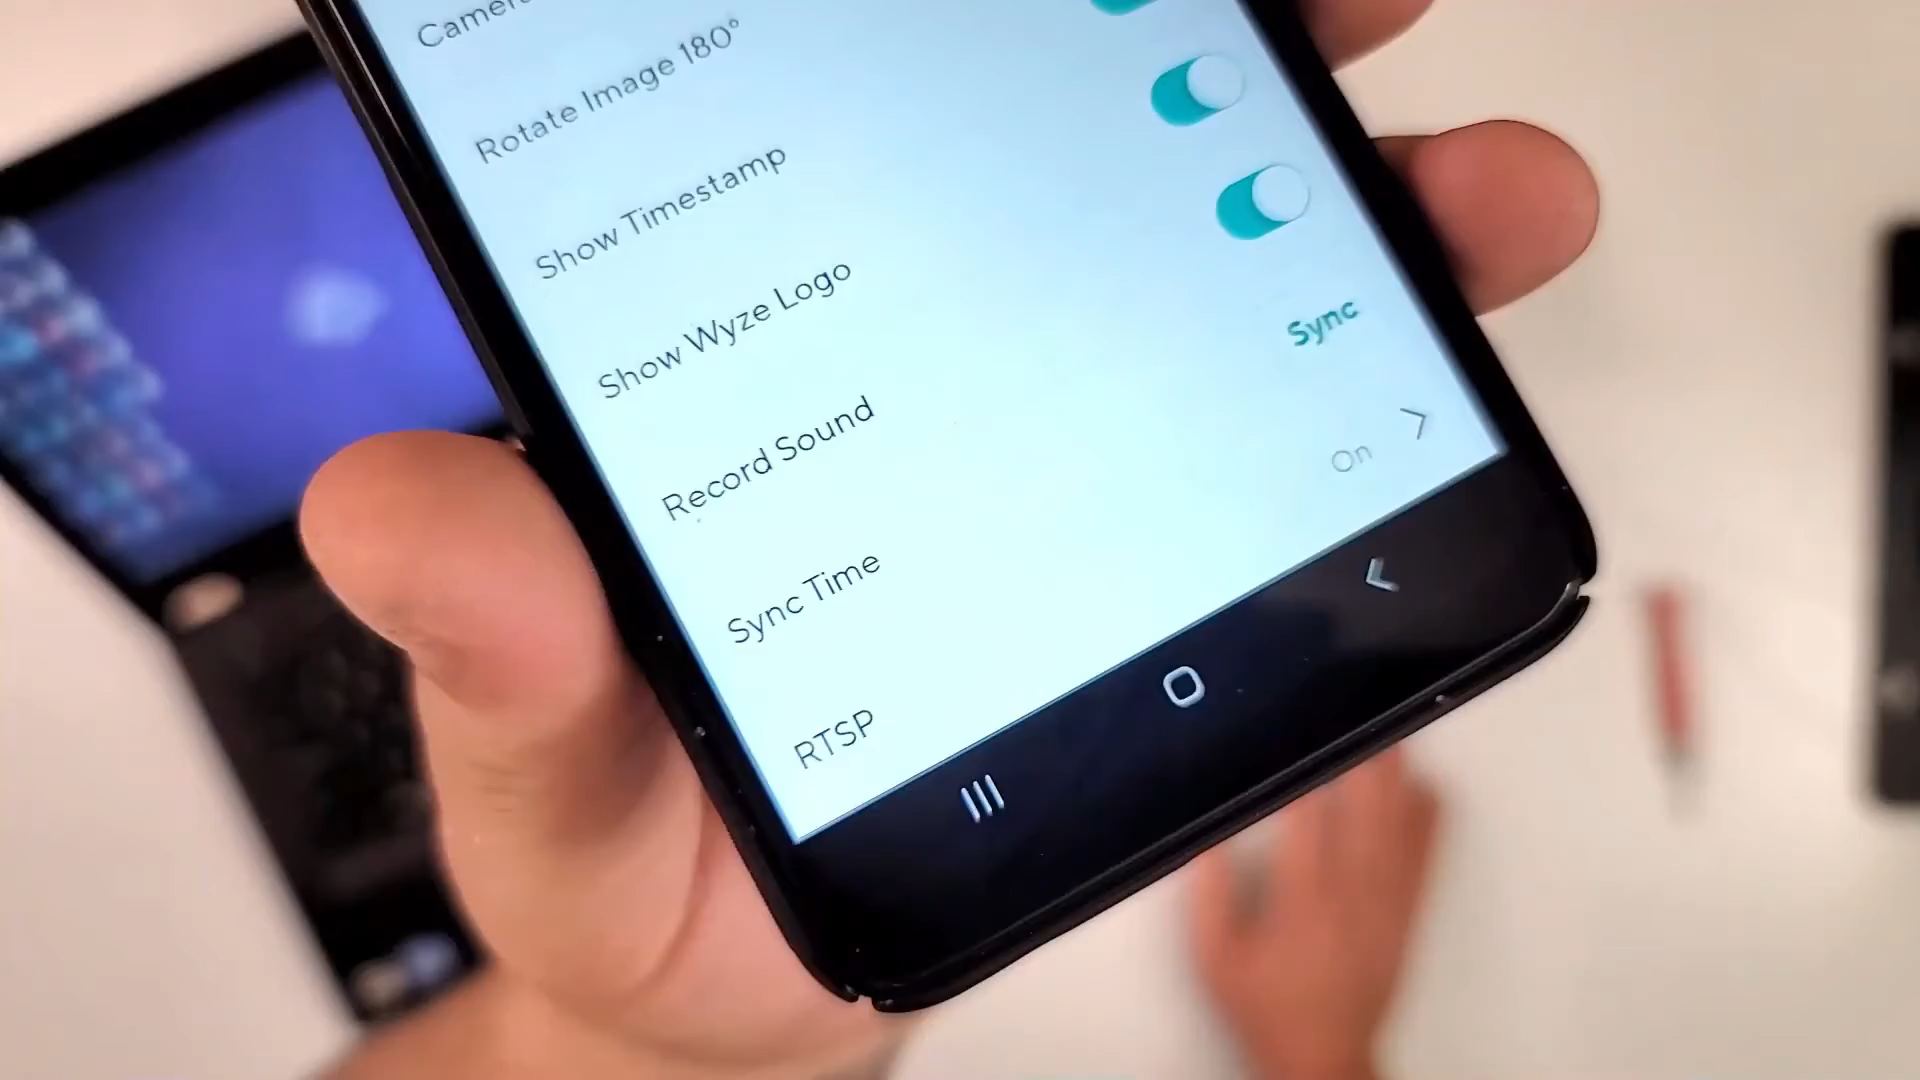 Rotate Image 180°
Show Timestamp
Show Wyze Logo
Record Sound
Sync Time Sync
RTSP On